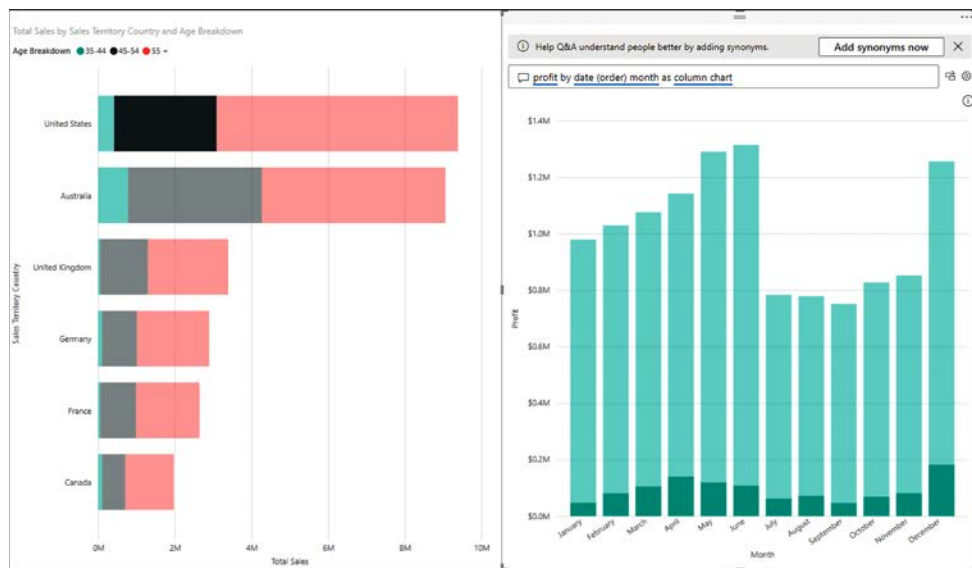 Total Sales by Sales Territory Country and Age Breakdown
Age Breakdown 35-44 45-54 55 +
United States
Australia
United Kingdom
Germany
France
Canada
Sales Territory Country
0M 2M 4M 6M 8M 10M
Total Sales
Help Q&A understand people better by adding synonyms.
Add synonyms now
profit by date (order) month as column chart
$1.4M
$1.2M
$1.0M
$0.8M
$0.6M
$0.4M
$0.2M
$0.0M
Profit
January February March April May June July August September October November December
Month